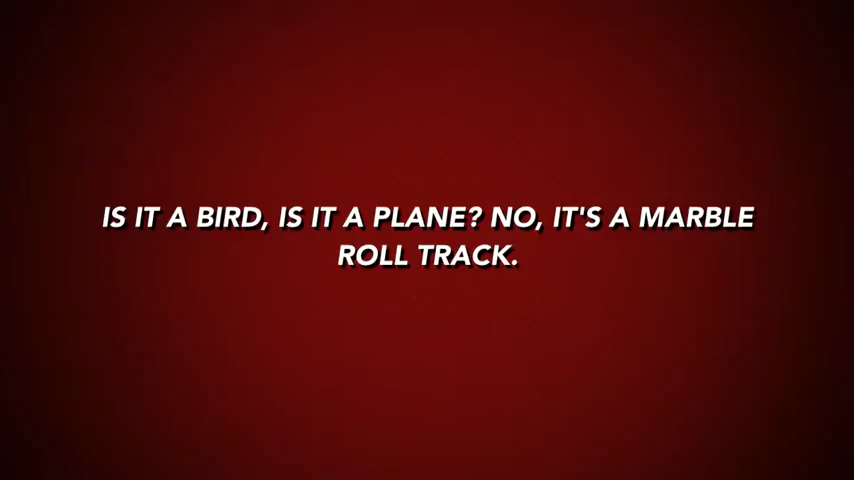 IS IT A BIRD, IS IT A PLANE? NO, IT'S A MARBLE
ROLL TRACK.